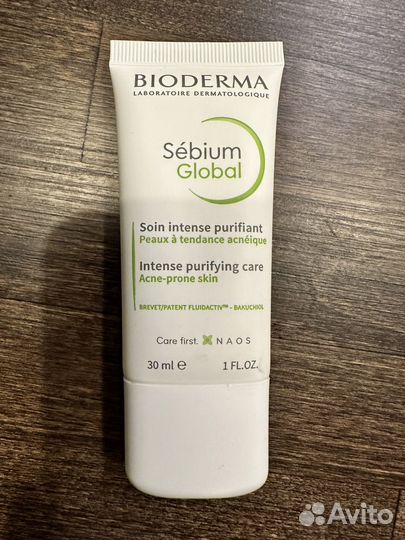 BIODERMA
LABORATOIRE DERMATOLOGIQUE
Sébium
Global
Soin intense purifiant
Peaux à tendance acnéique
Intense purifying care
Acne-prone skin
BREVET/PATENT FLUIDACTIV™ - BAKUCHIOL
Care first. NAOS
30 ml e 1 FL.OZ.
Avito